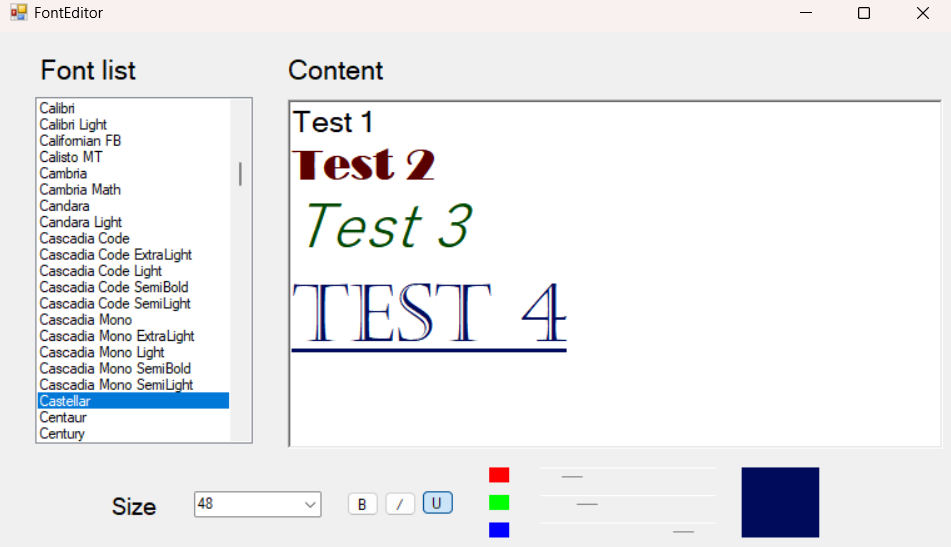 FontEditor
Font list
Calibri
Calibri Light
Californian FB
Calisto MT
Cambria
Cambria Math
Candara
Candara Light
Cascadia Code
Cascadia Code ExtraLight
Cascadia Code Light
Cascadia Code SemiBold
Cascadia Code SemiLight
Cascadia Mono
Cascadia Mono ExtraLight
Cascadia Mono Light
Cascadia Mono SemiBold
Cascadia Mono SemiLight
Castellar
Centaur
Century
Content
Test 1
Test 2
Test 3
TEST 4
Size
48
B
/
U